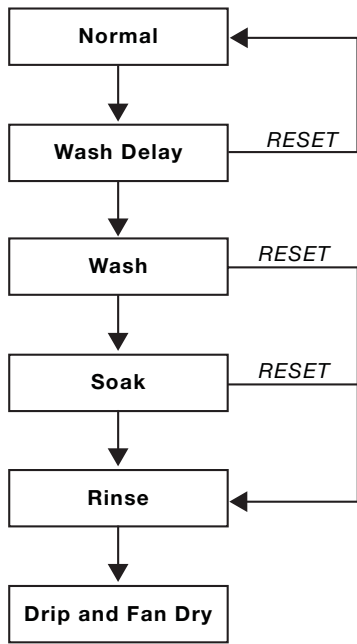 Normal
RESET
Wash Delay
RESET
Wash
RESET
Soak
Rinse
Drip and Fan Dry